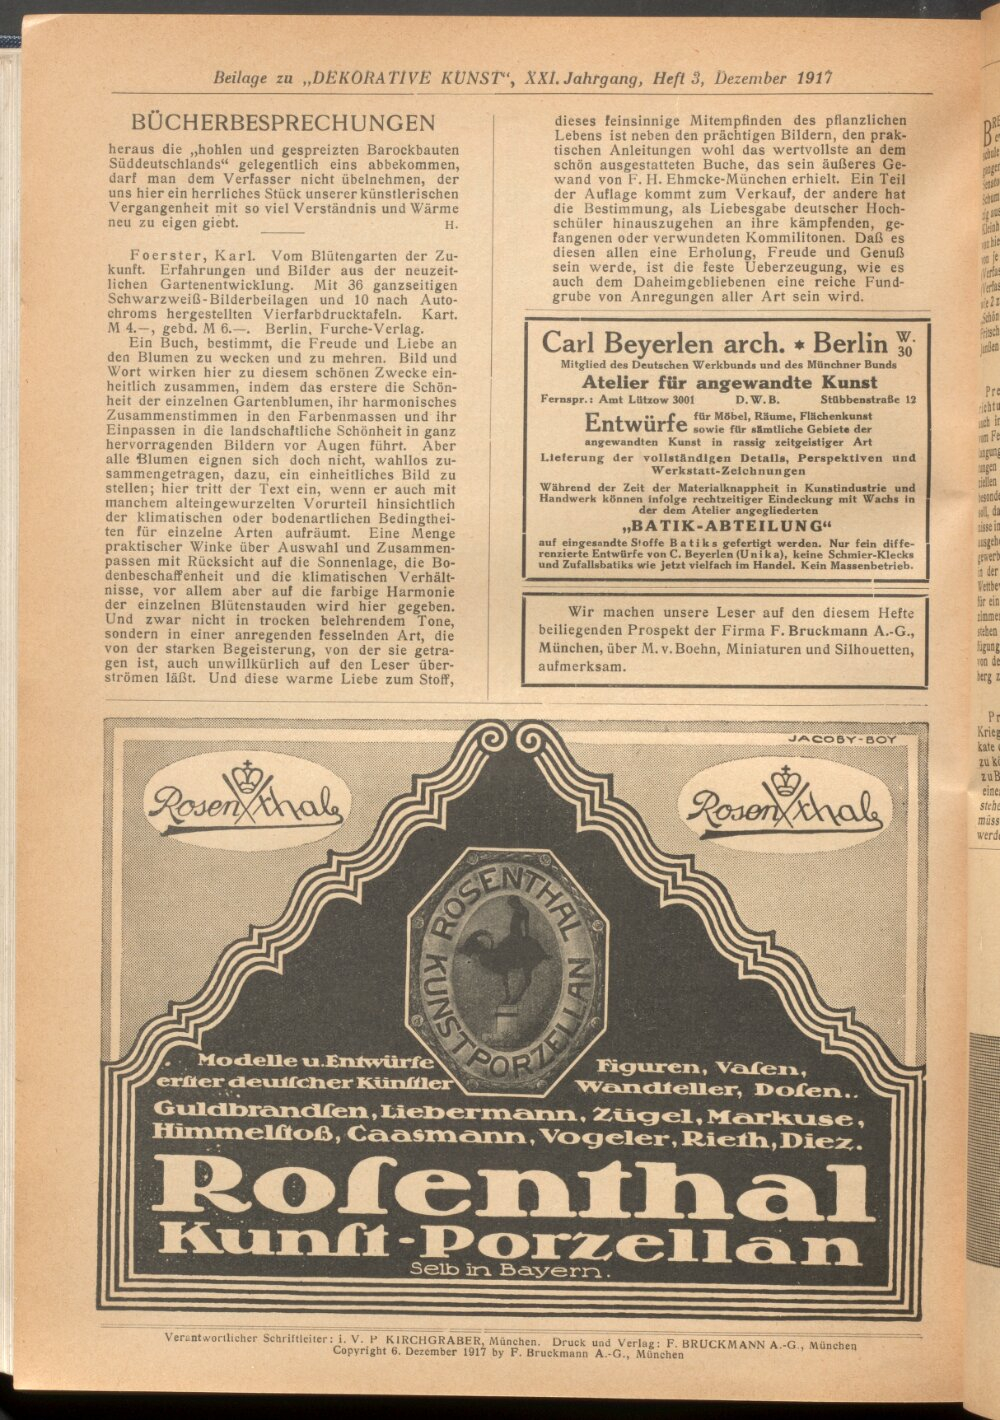 Beilage zu „DEKORATIVE KUNST“, XXI. Jahrgang, Heft 3, Dezember 1917
BÜCHERBESPRECHUNGEN
heraus die „hohlen und gespreizten Barockbauten
Süddeutschlands“ gelegentlich eins abbekommen,
darf man dem Verfasser nicht übelnehmen, der
uns hier ein herrliches Stück unserer künstlerischen
Vergangenheit mit so viel Verständnis und Wärme
neu zu eigen giebt. H.
Foerster, Karl. Vom Blütengarten der Zu-
kunft. Erfahrungen und Bilder aus der neuzeit-
lichen Gartenentwicklung. Mit 36 ganzseitigen
Schwarzweiß-Bilderbeilagen und 10 nach Auto-
chroms hergestellten Vierfarbdrucktafeln. Kart.
M 4.—, gebd. M 6.—. Berlin, Furche-Verlag.
Ein Buch, bestimmt, die Freude und Liebe an
den Blumen zu wecken und zu mehren. Bild und
Wort wirken hier zu diesem schönen Zwecke ein-
heitlich zusammen, indem das erstere die Schön-
heit der einzelnen Gartenblumen, ihr harmonisches
Zusammenstimmen in den Farbenmassen und ihr
Einpassen in die landschaftliche Schönheit in ganz
hervorragenden Bildern vor Augen führt. Aber
alle Blumen eignen sich doch nicht, wahllos zu-
sammengetragen, dazu, ein einheitliches Bild zu
stellen; hier tritt der Text ein, wenn er auch mit
manchem alteingewurzelten Vorurteil hinsichtlich
der klimatischen oder bodenartlichen Bedingthei-
ten für einzelne Arten aufräumt. Eine Menge
praktischer Winke über Auswahl und Zusammen-
passen mit Rücksicht auf die Sonnenlage, die Bo-
denbeschaffenheit und die klimatischen Verhält-
nisse, vor allem aber auf die farbige Harmonie
der einzelnen Blütenstauden wird hier gegeben.
Und zwar nicht in trocken belehrendem Tone,
sondern in einer anregenden fesselnden Art, die
von der starken Begeisterung, von der sie getra-
gen ist, auch unwillkürlich auf den Leser über-
strömen läßt. Und diese warme Liebe zum Stoff,
dieses feinsinnige Mitempfinden des pflanzlichen
Lebens ist neben den prächtigen Bildern, den prak-
tischen Anleitungen wohl das wertvollste an dem
schön ausgestatteten Buche, das sein äußeres Ge-
wand von F. H. Ehmcke-München erhielt. Ein Teil
der Auflage kommt zum Verkauf, der andere hat
die Bestimmung, als Liebesgabe deutscher Hoch-
schüler hinauszugehen an ihre kämpfenden, ge-
fangenen oder verwundeten Kommilitonen. Daß es
diesen allen eine Erholung, Freude und Genuß
sein werde, ist die feste Ueberzeugung, wie es
auch dem Daheimgebliebenen eine reiche Fund-
grube von Anregungen aller Art sein wird.
Carl Beyerlen arch. * Berlin W. 30
Mitglied des Deutschen Werkbunds und des Münchner Bunds
Atelier für angewandte Kunst
Fernspr.: Amt Lützow 3001 D.W.B. Stübbenstraße 12
Entwürfe für Möbel, Räume, Flächenkunst
sowie für sämtliche Gebiete der
angewandten Kunst in rassig zeitgeistiger Art
Lieferung der vollständigen Details, Perspektiven und
Werkstatt-Zeichnungen
Während der Zeit der Materialknappheit in Kunstindustrie und
Handwerk können infolge rechtzeitiger Eindeckung mit Wachs in
der dem Atelier angegliederten
„BATIK-ABTEILUNG“
auf eingesandte Stoffe Batiks gefertigt werden. Nur fein diffe-
renzierte Entwürfe von C. Beyerlen (Unika), keine Schmier-Klecks
und Zufallsbatiks wie jetzt vielfach im Handel. Kein Massenbetrieb.
Wir machen unsere Leser auf den diesem Hefte
beiliegenden Prospekt der Firma F. Bruckmann A.-G.,
München, über M. v. Boehn, Miniaturen und Silhouetten,
aufmerksam.
JACOBY-BOY
Rosenthal
Rosenthal
ROSENTHAL
KUNSTPORZELLAN
Modelle u. Entwürfe
erſter deutſcher Künſtler
Figuren, Vaſen,
Wandteller, Doſen..
Guldbrandſen, Liebermann, Zügel, Markuse,
Himmelſtoß, Caasmann, Vogeler, Rieth, Diez.
Roſenthal
Kunſt-Porzellan
Selb in Bayern.
Verantwortlicher Schriftleiter: i. V. P KIRCHGRABER, München. Druck und Verlag: F. BRUCKMANN A.-G., München
Copyright 6. Dezember 1917 by F. Bruckmann A.-G., München